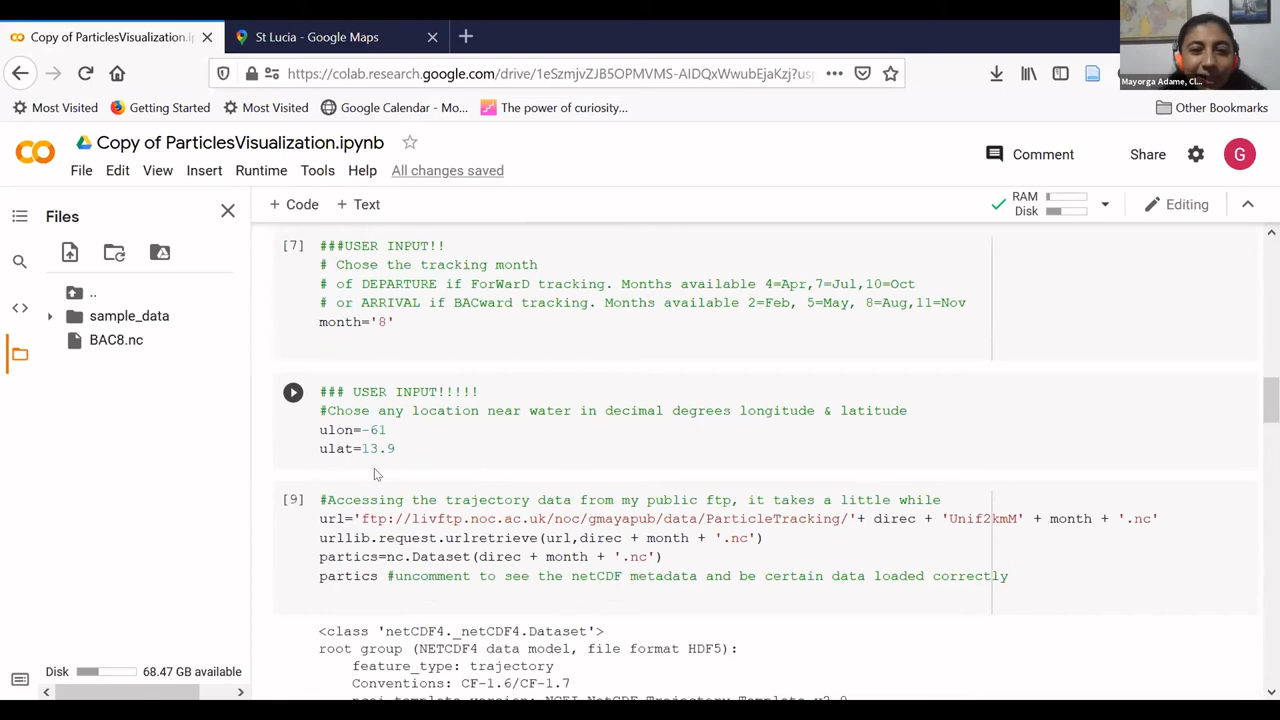 Copy of ParticlesVisualization.i
St Lucia - Google Maps
https://colab.research.google.com/drive/1eSzmjvZJB5OPMVMS-AIDQxWwubEjaKzj?us
Mayorga Adame, Cl...
Most Visited
Getting Started
Most Visited
Google Calendar - Mo...
The power of curiosity...
Other Bookmarks
Copy of ParticlesVisualization.ipynb
Comment
Share
G
File Edit View Insert Runtime Tools Help All changes saved
Files
+ Code + Text
RAM
Disk
Editing
..
sample_data
BAC8.nc
[7]
###USER INPUT!!
# Chose the tracking month
# of DEPARTURE if ForWarD tracking. Months available 4=Apr,7=Jul,10=Oct
# or ARRIVAL if BACward tracking. Months available 2=Feb, 5=May, 8=Aug,11=Nov
month='8'
### USER INPUT!!!!!
#Chose any location near water in decimal degrees longitude & latitude
ulon=-61
ulat=13.9
[9]
#Accessing the trajectory data from my public ftp, it takes a little while
url='ftp://livftp.noc.ac.uk/noc/gmayapub/data/ParticleTracking/'+ direc + 'Unif2kmM' + month + '.nc'
urllib.request.urlretrieve(url,direc + month + '.nc')
partics=nc.Dataset(direc + month + '.nc')
partics #uncomment to see the netCDF metadata and be certain data loaded correctly
<class 'netCDF4._netCDF4.Dataset'>
root group (NETCDF4 data model, file format HDF5):
feature_type: trajectory
Conventions: CF-1.6/CF-1.7
Disk
68.47 GB available